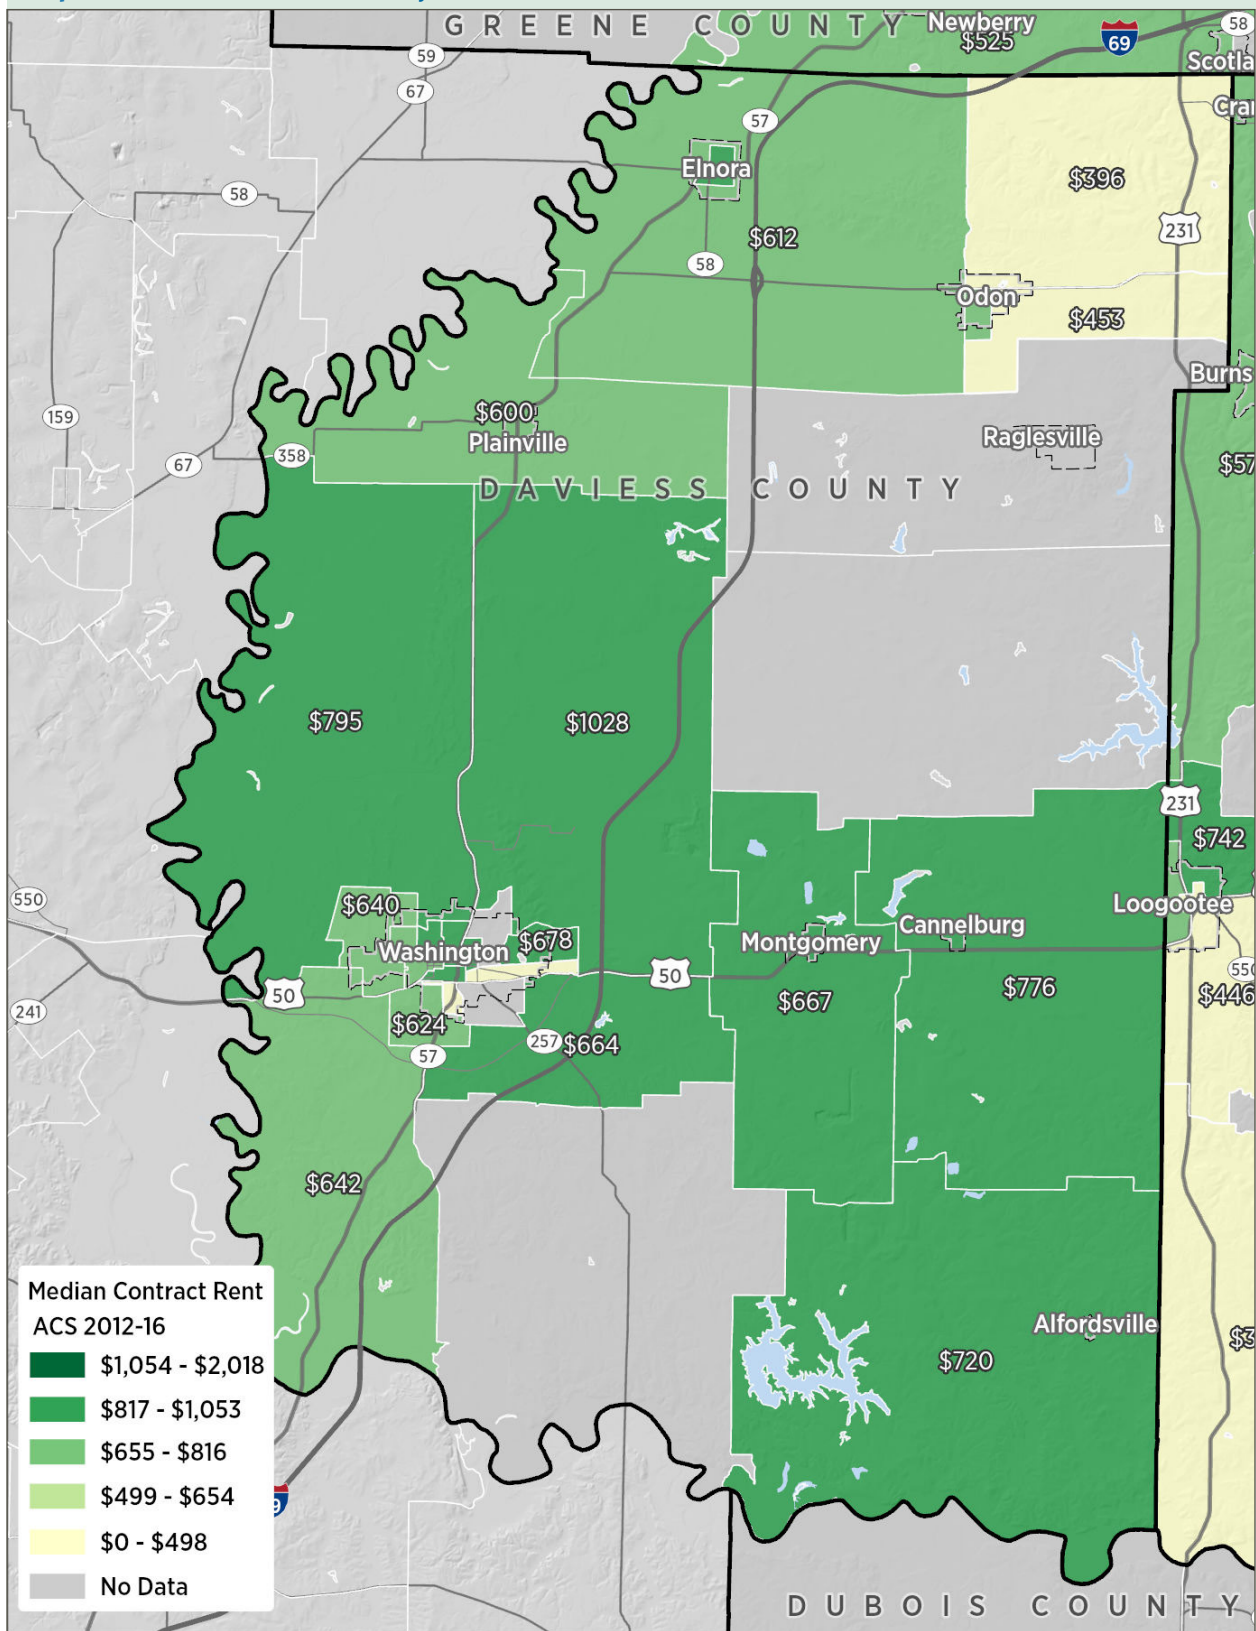 GREENE COUNTY
Newberry
$525
69
58
Scotla
59
67
57
Cra
Elnora
$396
58
$612
231
58
Odon
$453
Burns
159
$600
Plainville
Raglesville
67
358
$57
DAVIESS COUNTY
$795
$1028
231
$742
550
$640
Loogootee
Washington
$678
Montgomery
Cannelburg
50
50
550
241
$624
$667
$776
$446
257
$664
57
$642
Median Contract Rent
ACS 2012-16
$1,054 - $2,018
$817 - $1,053
$655 - $816
$499 - $654
$0 - $498
No Data
Alfordsville
$3
$720
9
DUBOIS COUNTY